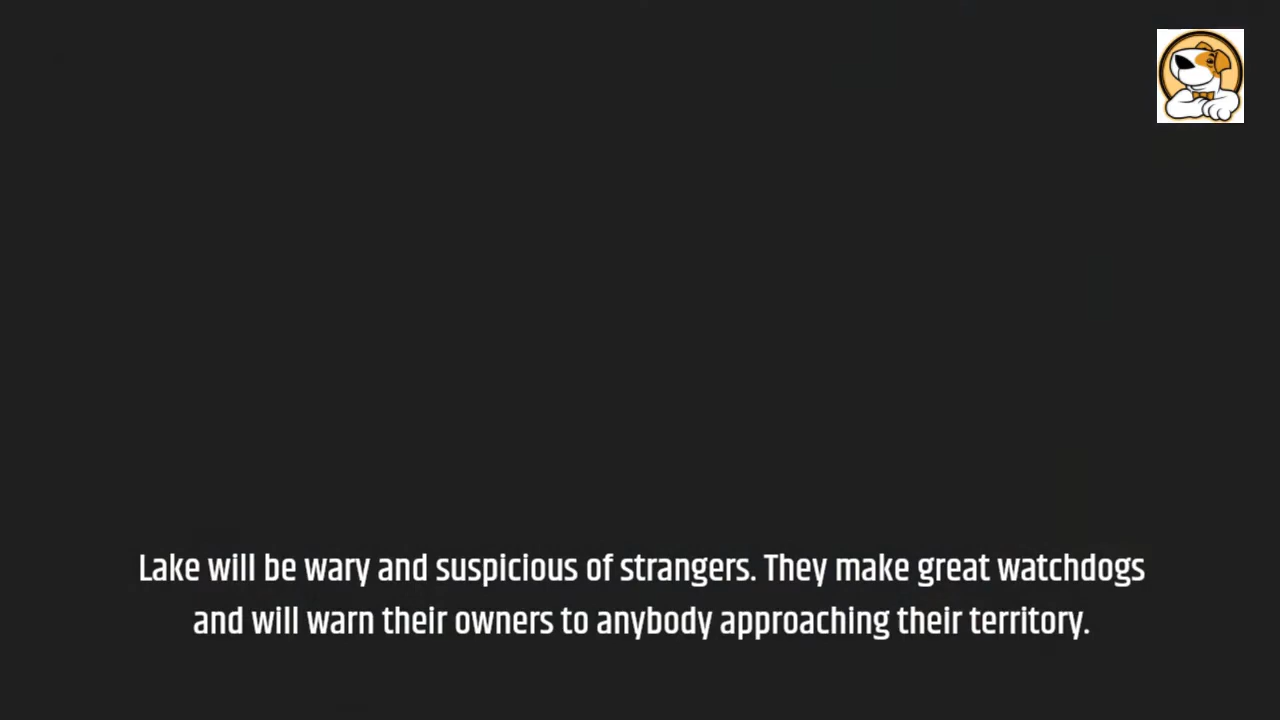 Lake will be wary and suspicious of strangers. They make great watchdogs
and will warn their owners to anybody approaching their territory.